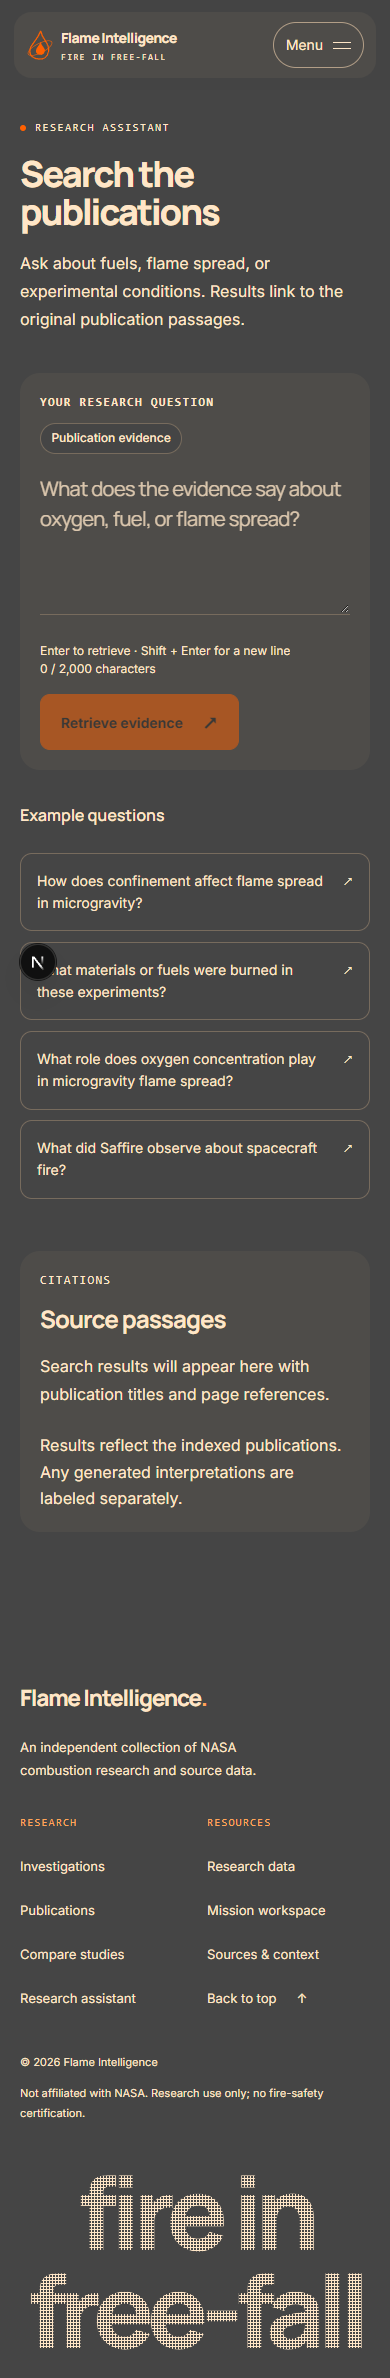 Flame Intelligence
FIRE IN FREE-FALL
Menu
RESEARCH ASSISTANT
Search the
publications
Ask about fuels, flame spread, or
experimental conditions. Results link to the
original publication passages.
YOUR RESEARCH QUESTION
Publication evidence
What does the evidence say about
oxygen, fuel, or flame spread?
Enter to retrieve · Shift + Enter for a new line
0 / 2,000 characters
Retrieve evidence ↗
Example questions
How does confinement affect flame spread ↗
in microgravity?
N
materials or fuels were burned in ↗
these experiments?
What role does oxygen concentration play ↗
in microgravity flame spread?
What did Saffire observe about spacecraft ↗
fire?
CITATIONS
Source passages
Search results will appear here with
publication titles and page references.
Results reflect the indexed publications.
Any generated interpretations are
labeled separately.
Flame Intelligence.
An independent collection of NASA
combustion research and source data.
RESEARCH
Investigations
Publications
Compare studies
Research assistant
RESOURCES
Research data
Mission workspace
Sources & context
Back to top ↑
© 2026 Flame Intelligence
Not affiliated with NASA. Research use only; no fire-safety
certification.
fire in
free-fall